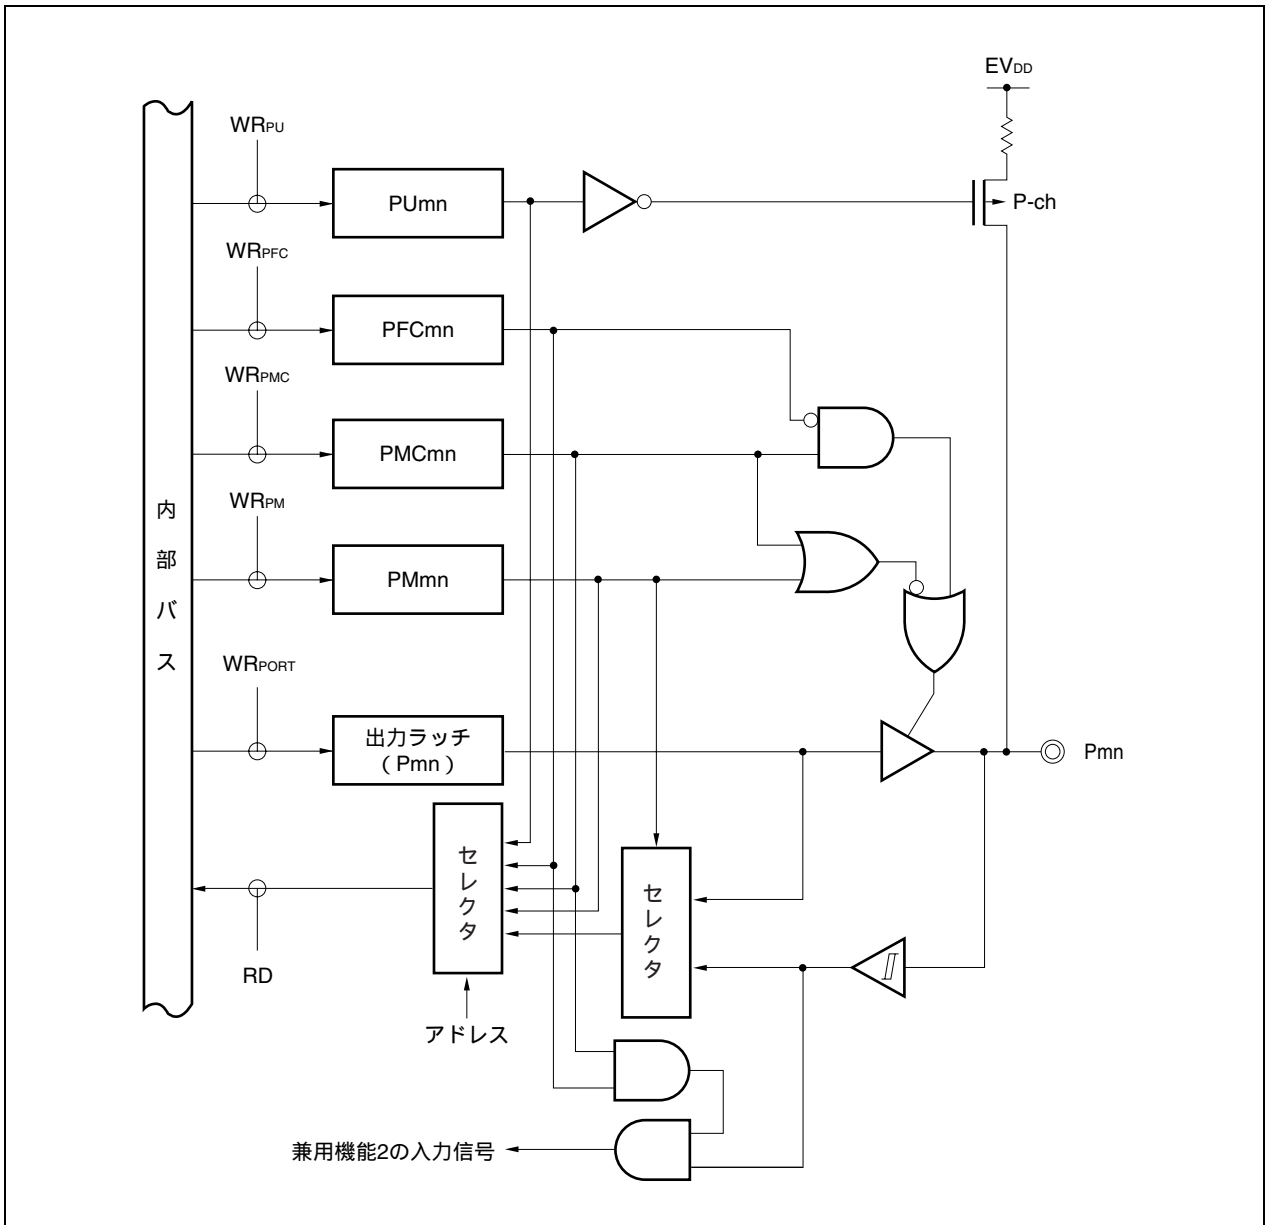 EVDD
WRPU
PUmn
P-ch
WRPFC
PFCmn
WRPMC
PMCmn
WRPM
PMmn
内部バス
WRPORT
出力ラッチ
(Pmn)
Pmn
セレクタ
セレクタ
RD
アドレス
兼用機能2の入力信号